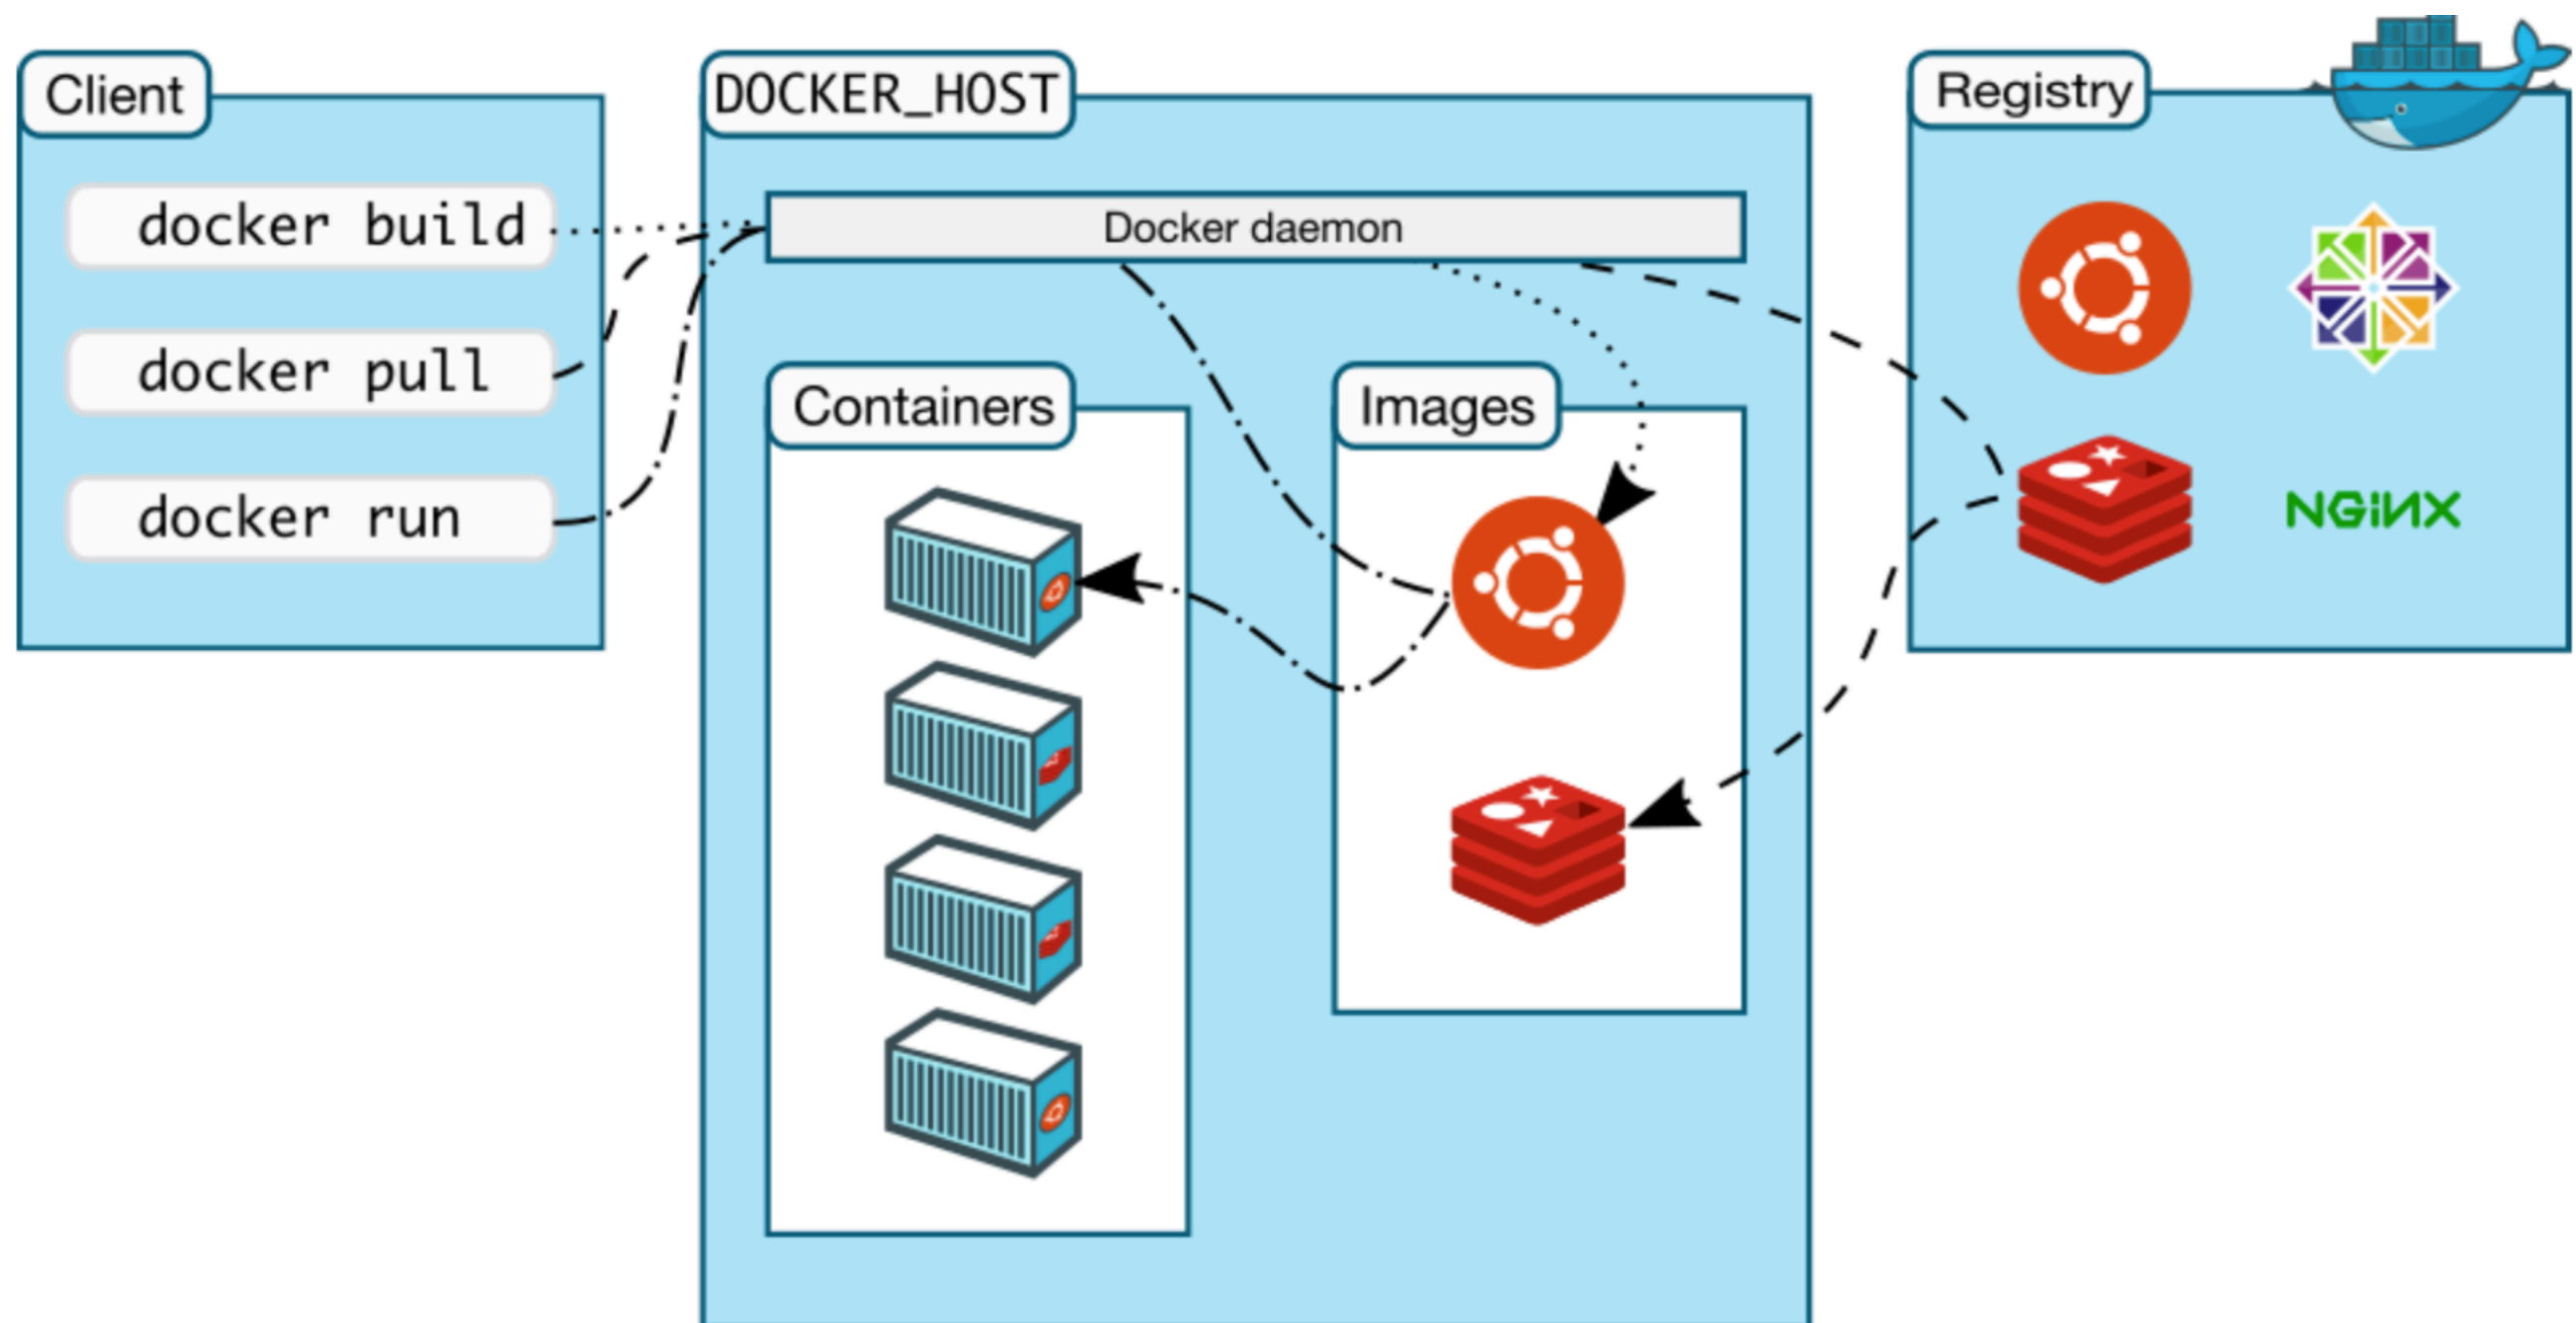 Client
docker build
docker pull
docker run
DOCKER_HOST
Docker daemon
Containers
Images
Registry
NGiNX